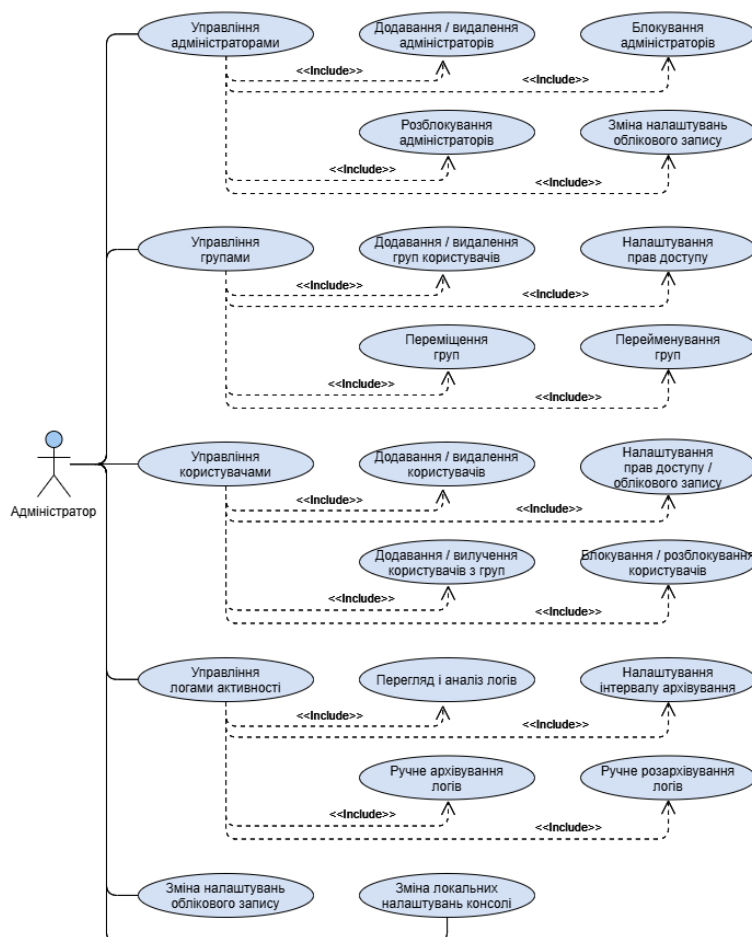 Управління
адміністраторами
Додавання / видалення
адміністраторів
Блокування
адміністраторів
<<Include>>
<<Include>>
Розблокування
адміністраторів
Зміна налаштувань
облікового запису
<<Include>>
<<Include>>
Управління
групами
Додавання / видалення
груп користувачів
Налаштування
прав доступу
<<Include>>
<<Include>>
Переміщення
груп
Перейменування
груп
<<Include>>
<<Include>>
Адміністратор
Управління
користувачами
Додавання / видалення
користувачів
Налаштування
прав доступу /
облікового запису
<<Include>>
<<Include>>
Додавання / вилучення
користувачів з груп
Блокування / розблокування
користувачів
<<Include>>
<<Include>>
Управління
логами активності
Перегляд і аналіз логів
Налаштування
інтервалу архівування
<<Include>>
<<Include>>
Ручне архівування
логів
Ручне розархівування
логів
<<Include>>
<<Include>>
Зміна налаштувань
облікового запису
Зміна локальних
налаштувань консолі